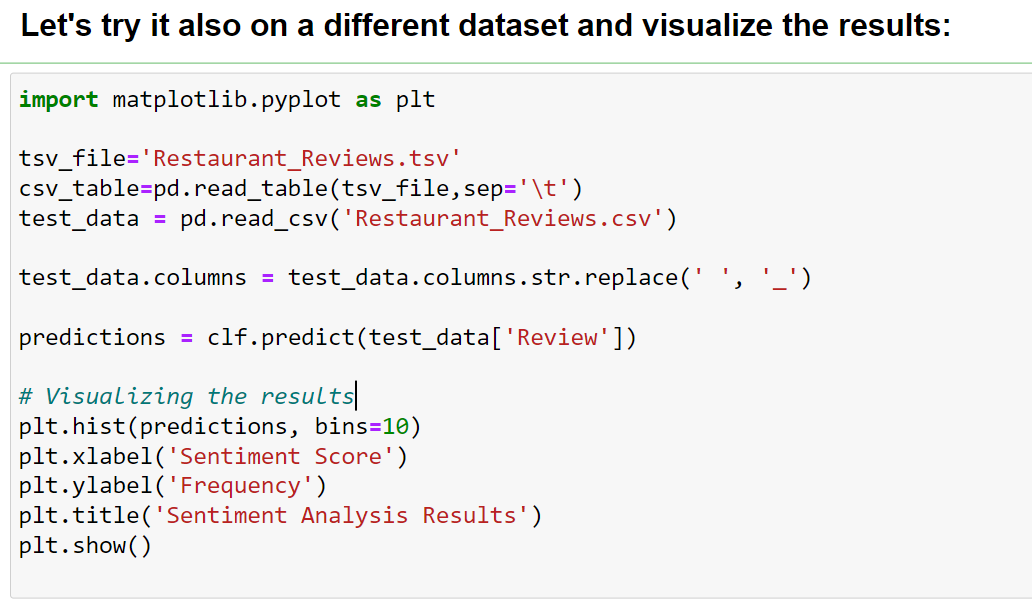 Let's try it also on a different dataset and visualize the results:
import matplotlib.pyplot as plt
tsv_file='Restaurant_Reviews.tsv'
csv_table=pd.read_table(tsv_file,sep='\t')
test_data = pd.read_csv('Restaurant_Reviews.csv')
test_data.columns = test_data.columns.str.replace(' ', '_')
predictions = clf.predict(test_data['Review'])
# Visualizing the results
plt.hist(predictions, bins=10)
plt.xlabel('Sentiment Score')
plt.ylabel('Frequency')
plt.title('Sentiment Analysis Results')
plt.show()